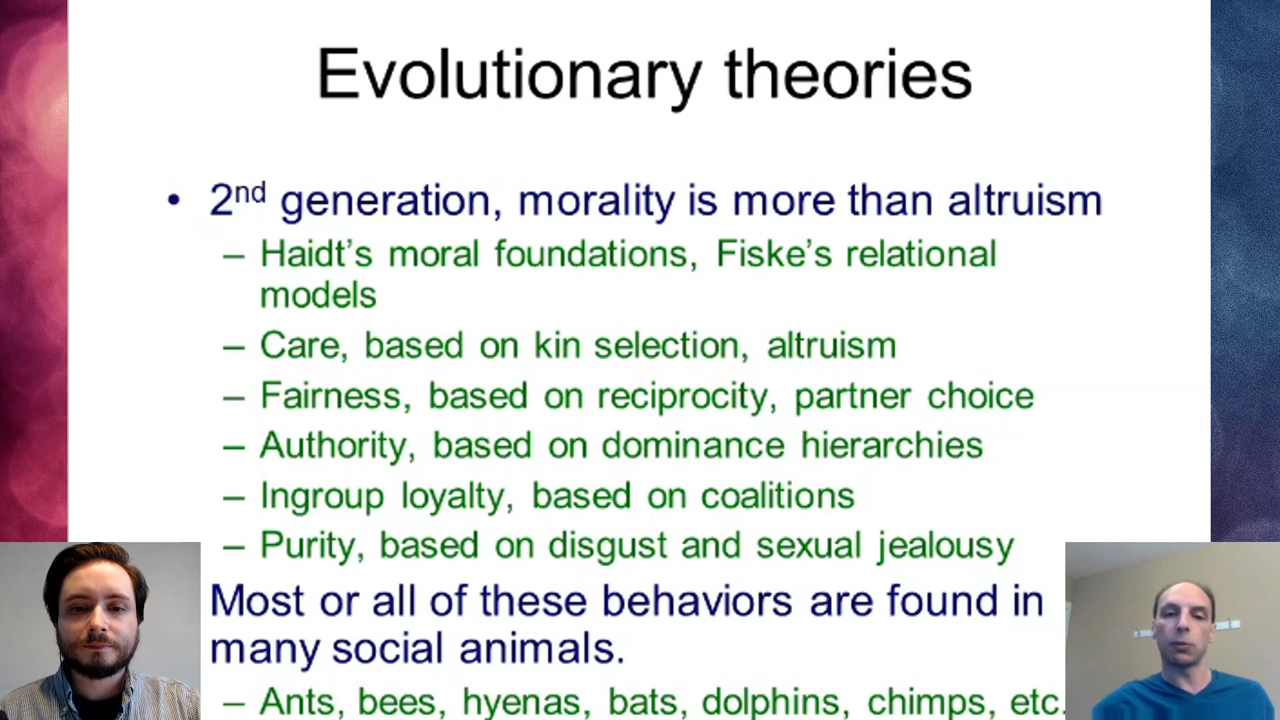 Evolutionary theories
• 2nd generation, morality is more than altruism
– Haidt's moral foundations, Fiske's relational
models
– Care, based on kin selection, altruism
– Fairness, based on reciprocity, partner choice
– Authority, based on dominance hierarchies
– Ingroup loyalty, based on coalitions
– Purity, based on disgust and sexual jealousy
Most or all of these behaviors are found in
many social animals.
– Ants, bees, hyenas, bats, dolphins, chimps, etc.